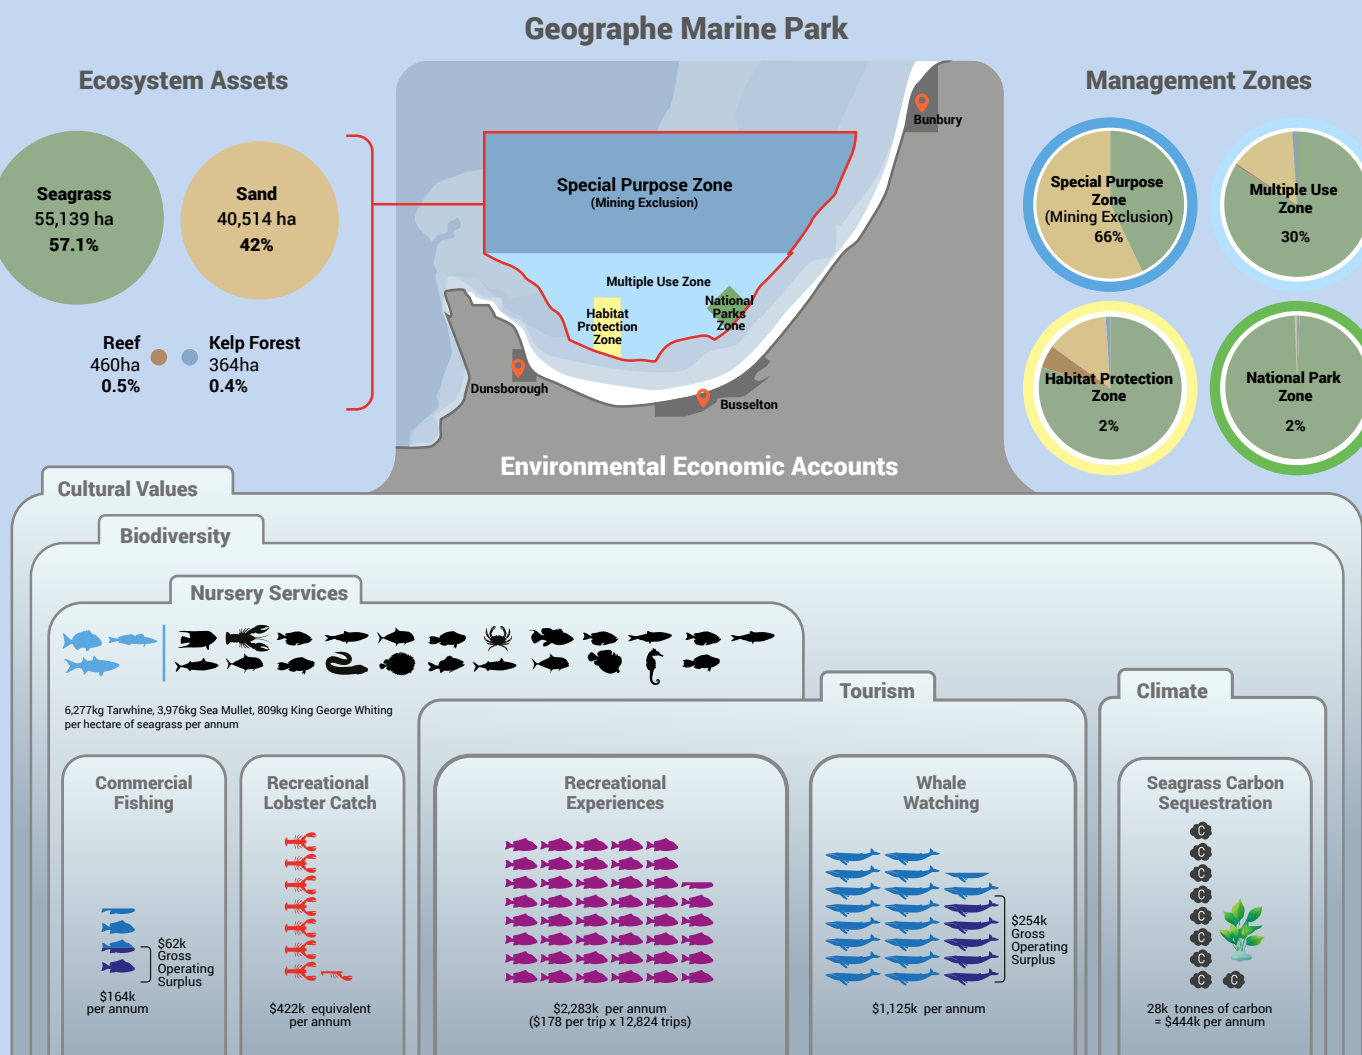 Geographe Marine Park
Ecosystem Assets
Seagrass
55,139 ha
57.1%
Sand
40,514 ha
42%
Reef
460ha
0.5%
Kelp Forest
364ha
0.4%
Special Purpose Zone
(Mining Exclusion)
Multiple Use Zone
Habitat
Protection
Zone
National
Parks
Zone
Bunbury
Dunsborough
Busselton
Management Zones
Special Purpose
Zone
(Mining Exclusion)
66%
Multiple Use
Zone
30%
Habitat Protection
Zone
2%
National Park
Zone
2%
Environmental Economic Accounts
Cultural Values
Biodiversity
Nursery Services
6,277kg Tarwhine, 3,976kg Sea Mullet, 809kg King George Whiting
per hectare of seagrass per annum
Tourism
Climate
Commercial
Fishing
$62k
Gross
Operating
Surplus
$164k
per annum
Recreational
Lobster Catch
$422k equivalent
per annum
Recreational
Experiences
$2,283k per annum
($178 per trip x 12,824 trips)
Whale
Watching
$254k
Gross
Operating
Surplus
$1,125k per annum
Seagrass Carbon
Sequestration
C
C
C
C
C
C
C
C C
28k tonnes of carbon
= $444k per annum